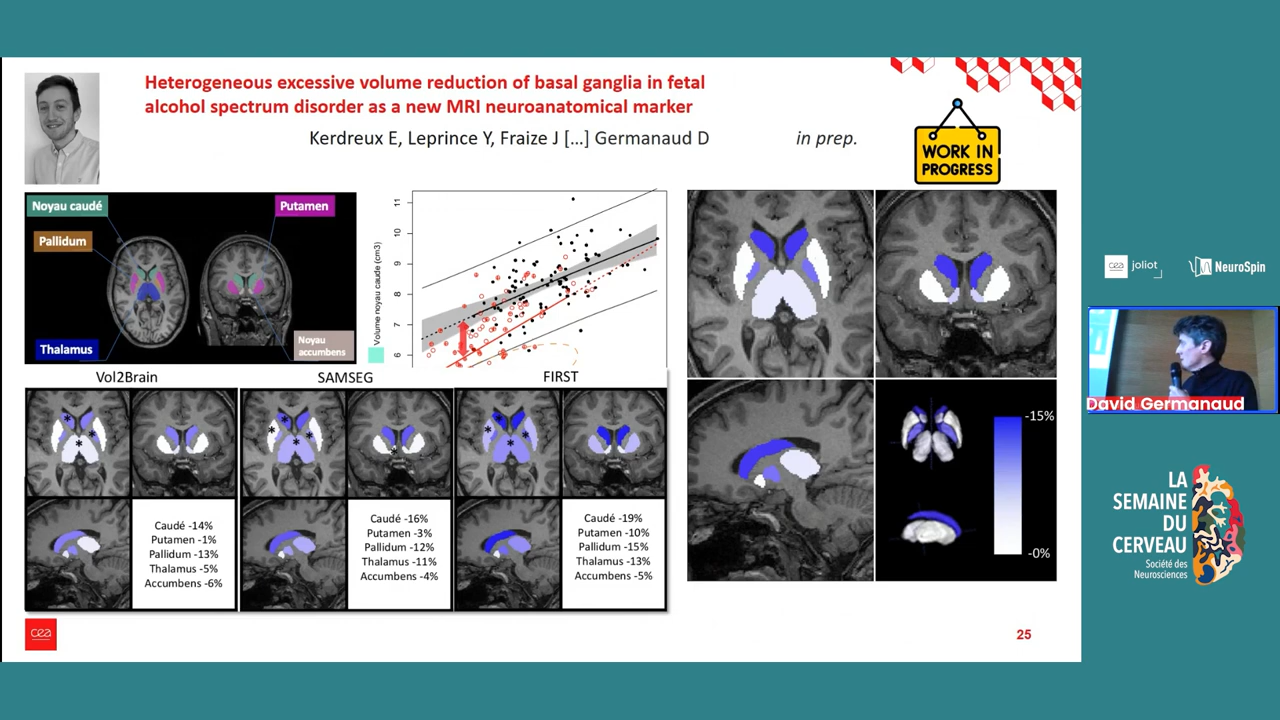 Heterogeneous excessive volume reduction of basal ganglia in fetal
alcohol spectrum disorder as a new MRI neuroanatomical marker
Kerdreux E, Leprince Y, Fraize J [...] Germanaud D
in prep.
WORK IN
PROGRESS
Noyau caudé
Putamen
Pallidum
Thalamus
Noyau
accumbens
Volume noyau caude (cm3)
11
10
9
8
7
6
Vol2Brain
SAMSEG
FIRST
Caudé -14%
Putamen -1%
Pallidum -13%
Thalamus -5%
Accumbens -6%
Caudé -16%
Putamen -3%
Pallidum -12%
Thalamus -11%
Accumbens -4%
Caudé -19%
Putamen -10%
Pallidum -15%
Thalamus -13%
Accumbens -5%
-15%
-0%
cea
25
cea joliot
NeuroSpin
David Germanaud
LA
SEMAINE
DU
CERVEAU
Société des
Neurosciences